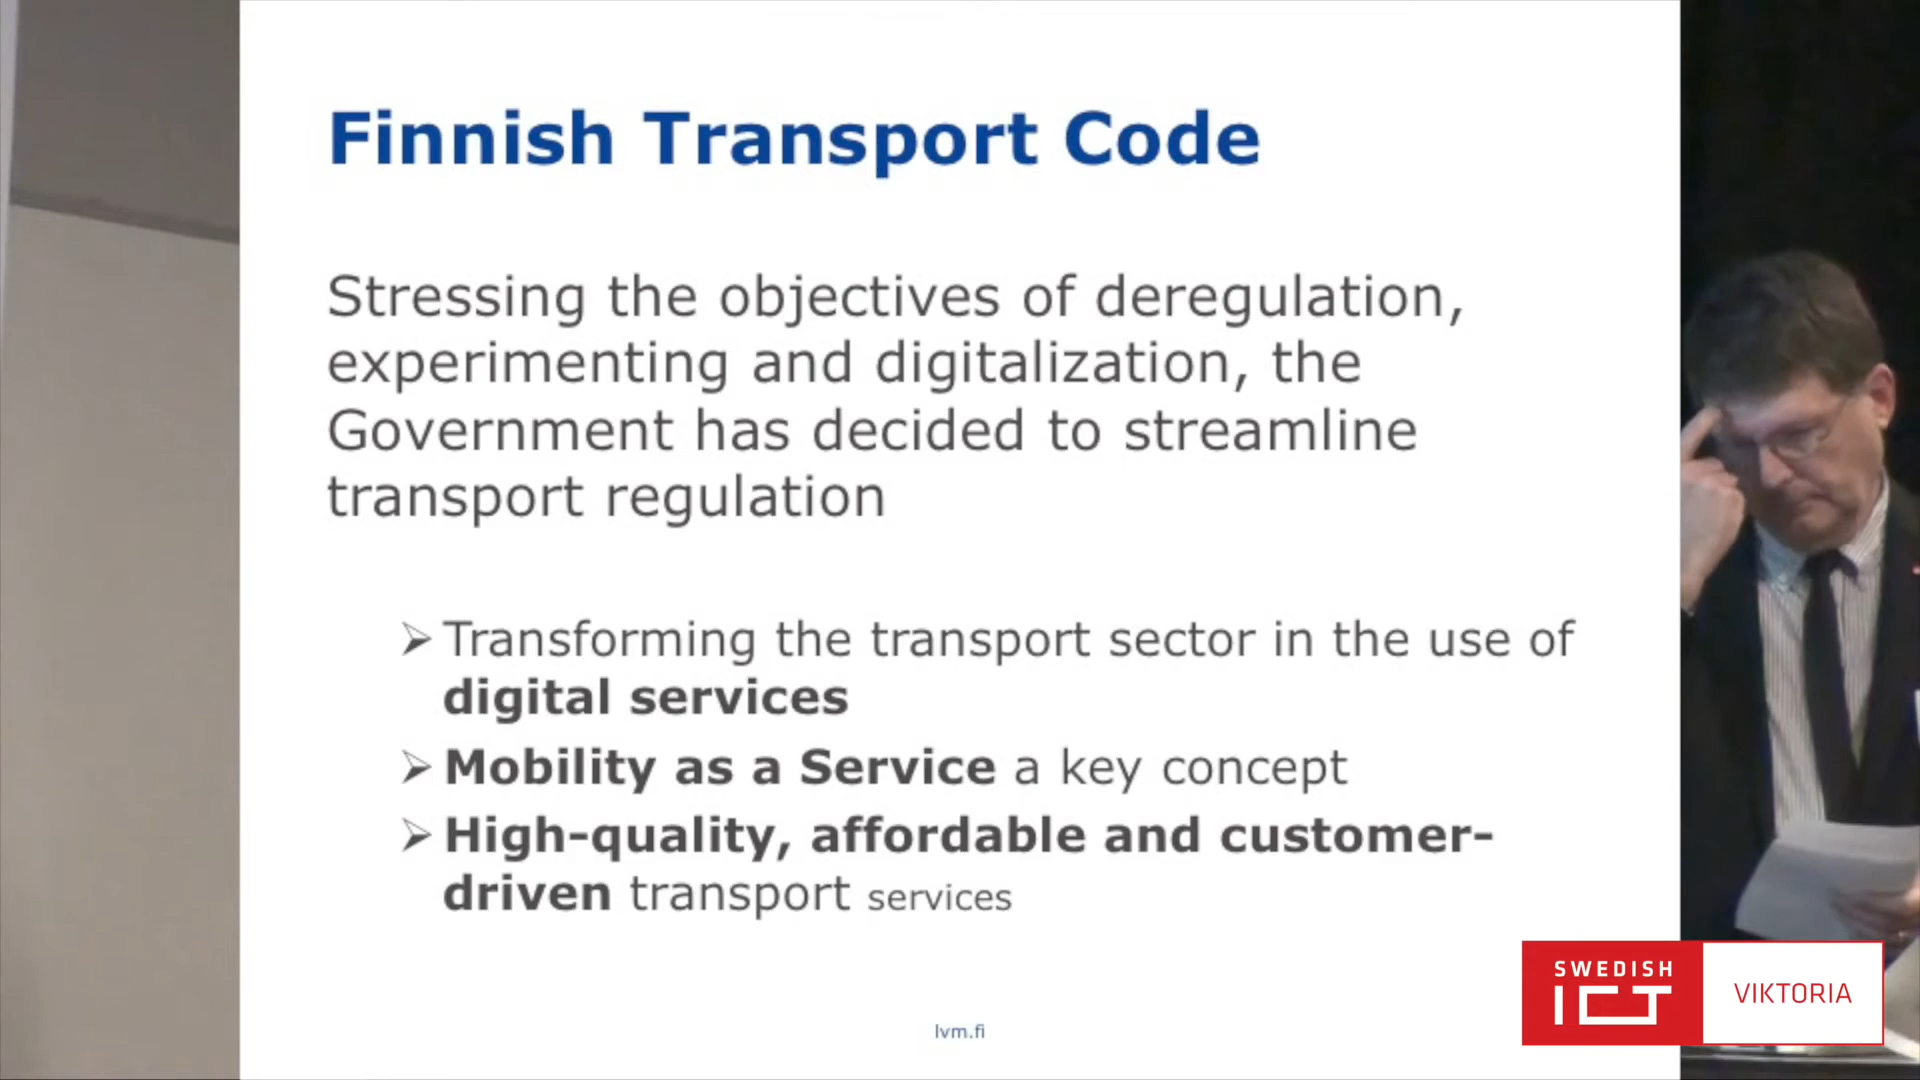 Finnish Transport Code
Stressing the objectives of deregulation,
experimenting and digitalization, the
Government has decided to streamline
transport regulation
➢ Transforming the transport sector in the use of
digital services
➢ Mobility as a Service a key concept
➢ High-quality, affordable and customer-
driven transport services
lvm.fi
SWEDISH
ICT
VIKTORIA